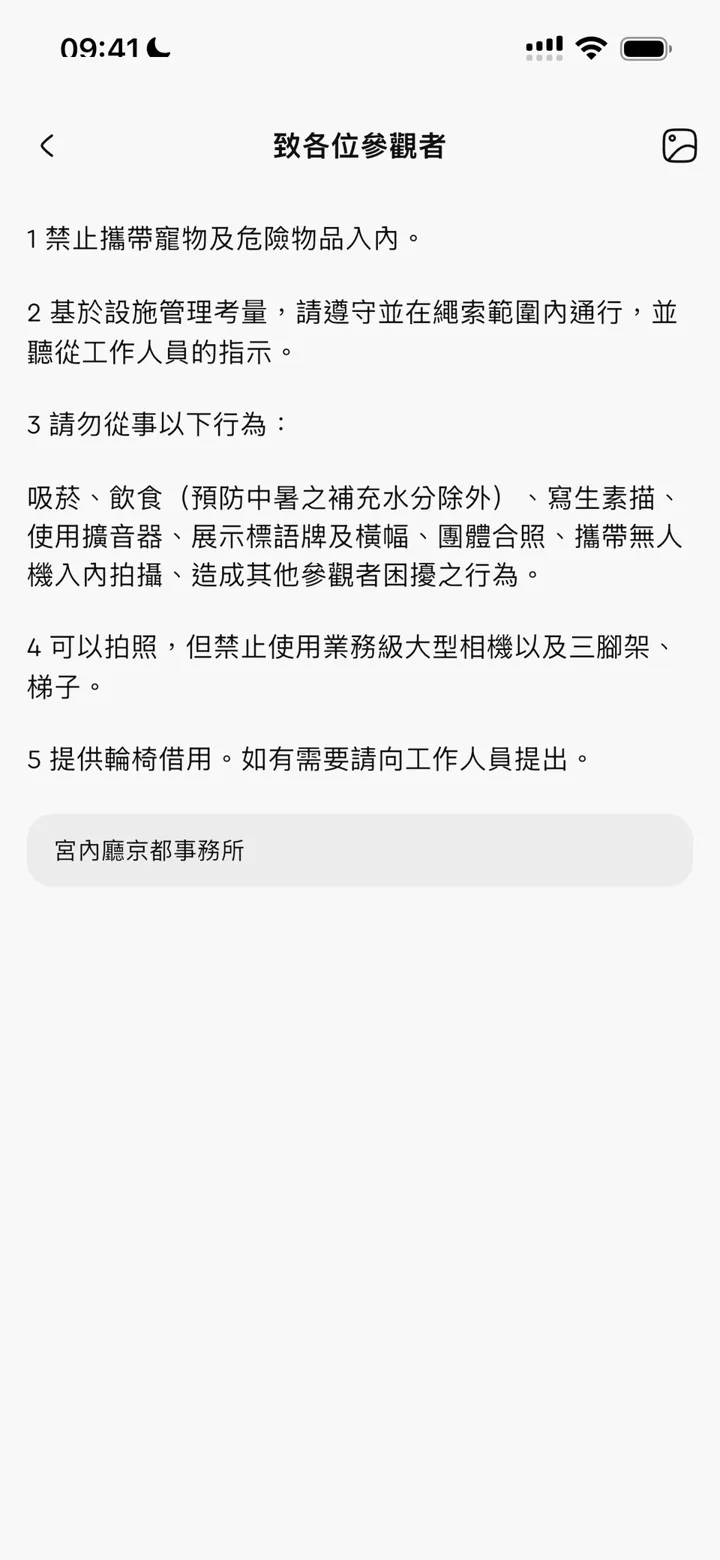 09:41
致各位參觀者
1 禁止攜帶寵物及危險物品入內。
2 基於設施管理考量，請遵守並在繩索範圍內通行，並
聽從工作人員的指示。
3 請勿從事以下行為：
吸菸、飲食（預防中暑之補充水分除外）、寫生素描、
使用擴音器、展示標語牌及橫幅、團體合照、攜帶無人
機入內拍攝、造成其他參觀者困擾之行為。
4 可以拍照，但禁止使用業務級大型相機以及三腳架、
梯子。
5 提供輪椅借用。如有需要請向工作人員提出。
宮內廳京都事務所